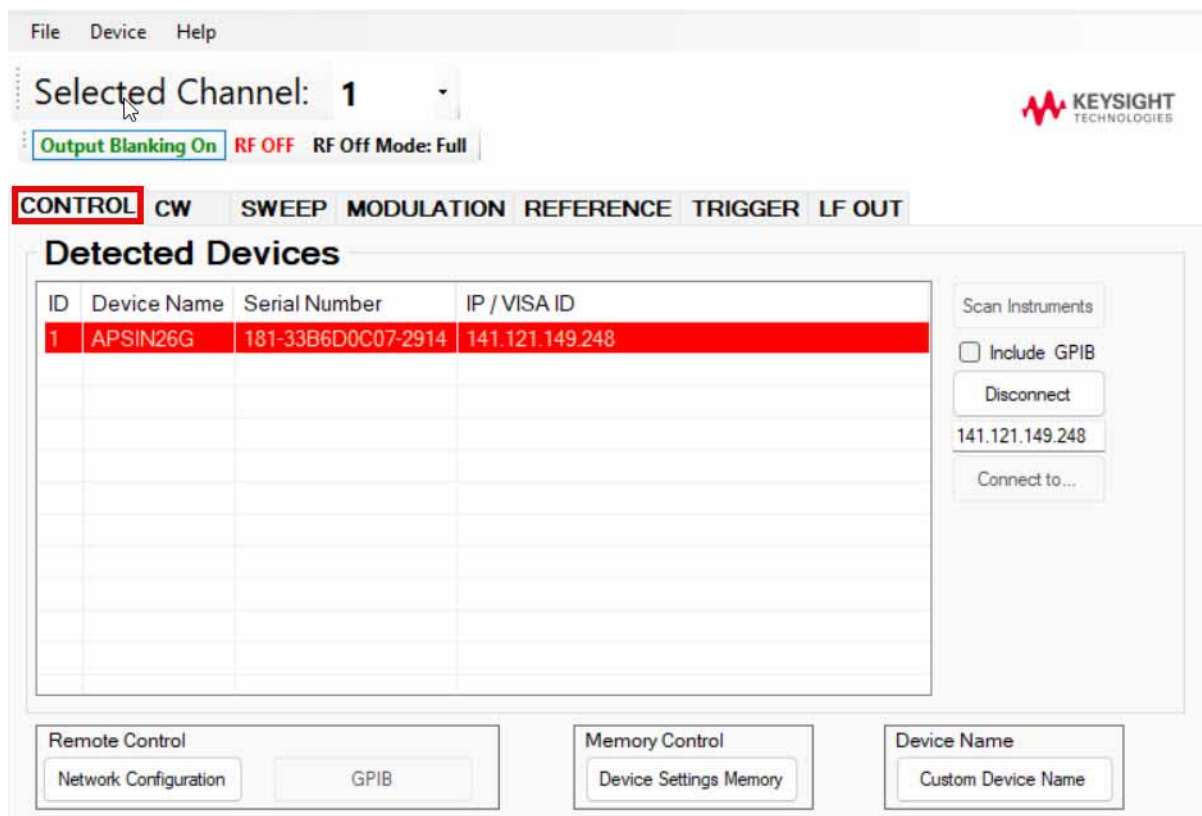 File Device Help
Selected Channel: 1
KEYSIGHT
TECHNOLOGIES
Output Blanking On RF OFF RF Off Mode: Full
CONTROL CW SWEEP MODULATION REFERENCE TRIGGER LF OUT
Detected Devices
ID Device Name Serial Number IP / VISA ID
1 APSIN26G 181-33B6D0C07-2914 141.121.149.248
Scan Instruments
Include GPIB
Disconnect
141.121.149.248
Connect to...
Remote Control
Network Configuration GPIB
Memory Control
Device Settings Memory
Device Name
Custom Device Name